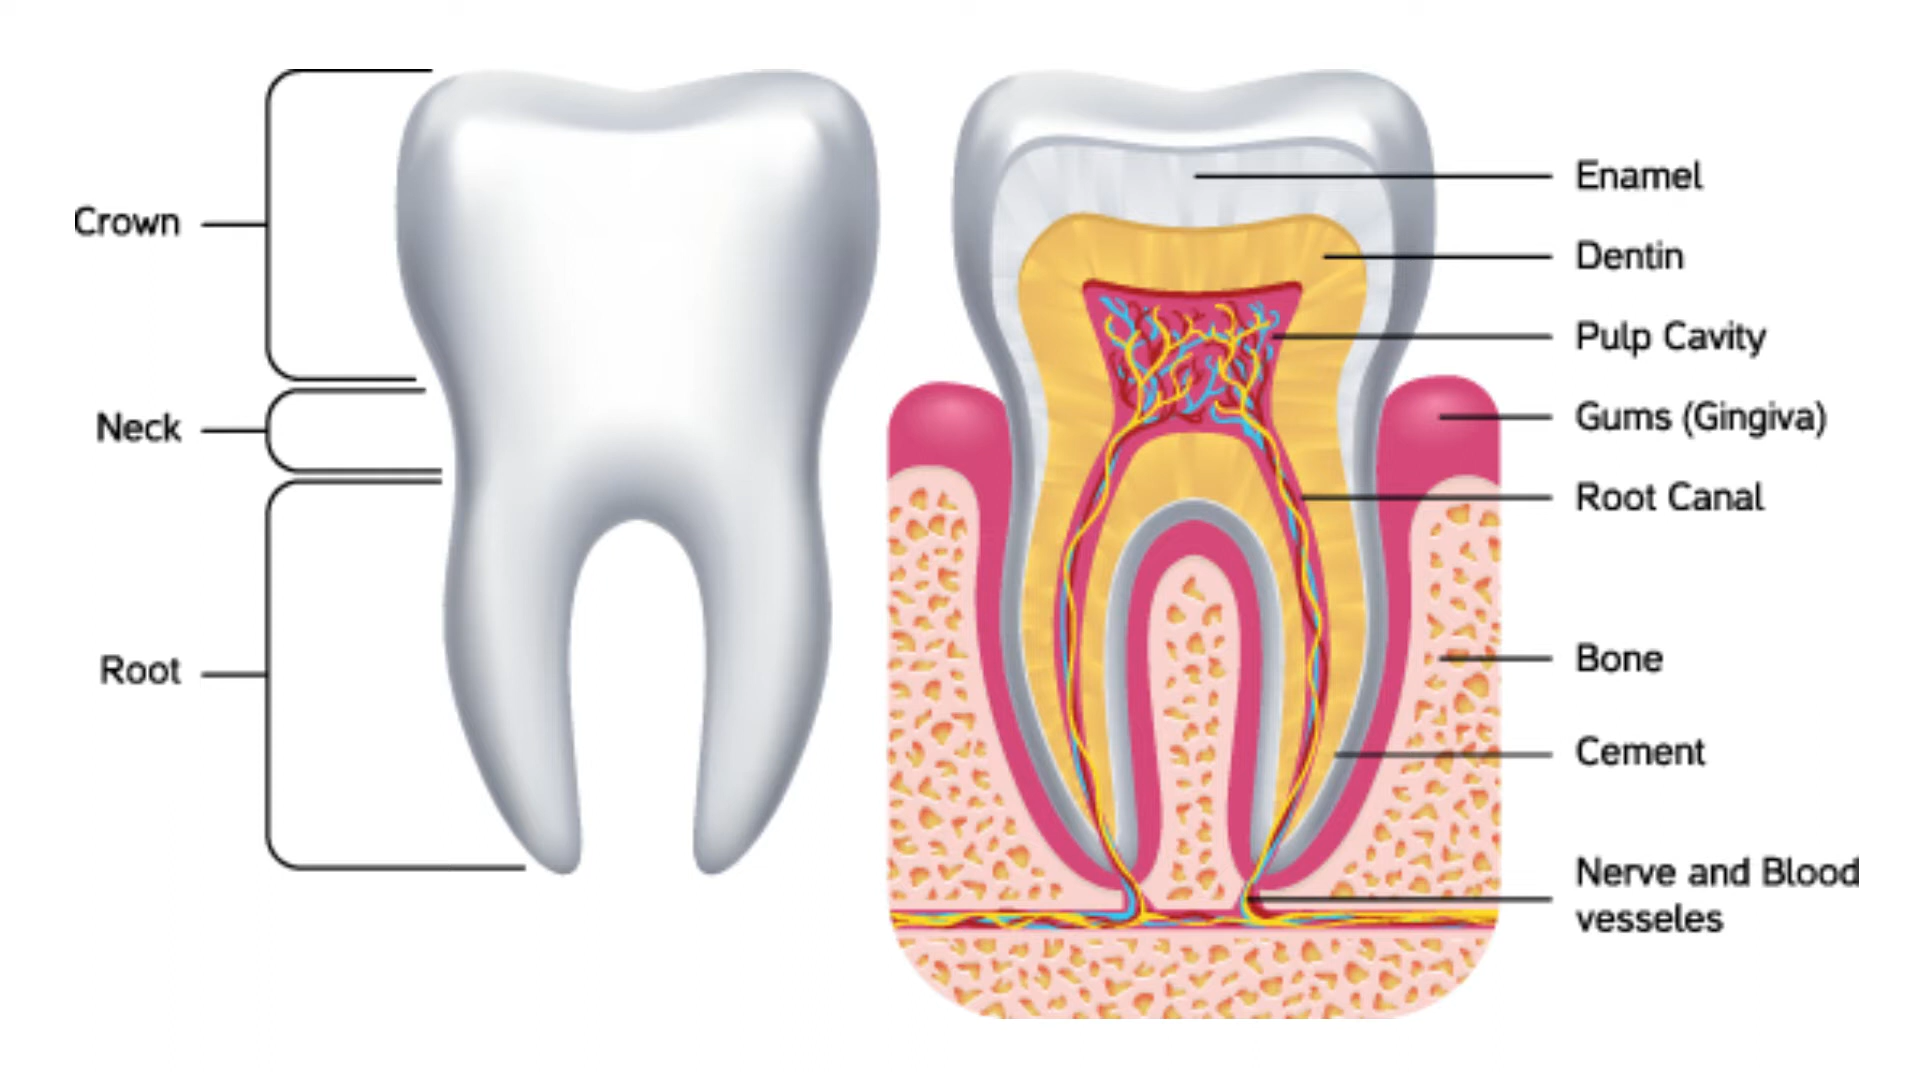 Crown
Neck
Root
Enamel
Dentin
Pulp Cavity
Gums (Gingiva)
Root Canal
Bone
Cement
Nerve and Blood
vesseles